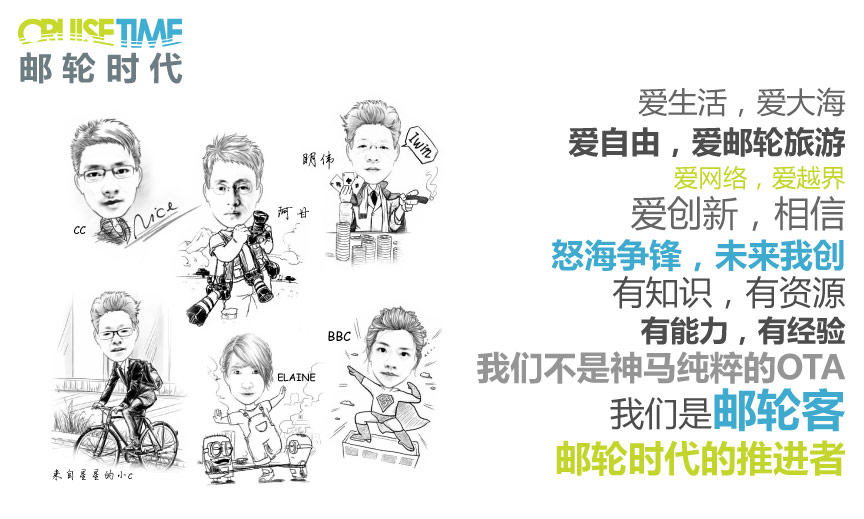 CRUISETIME
邮轮时代
CC
Nice
阿甘
明伟
Iwin
来自星星的小C
ELAINE
BBC
爱生活，爱大海
爱自由，爱邮轮旅游
爱网络，爱越界
爱创新，相信
怒海争锋，未来我创
有知识，有资源
有能力，有经验
我们不是神马纯粹的OTA
我们是邮轮客
邮轮时代的推进者